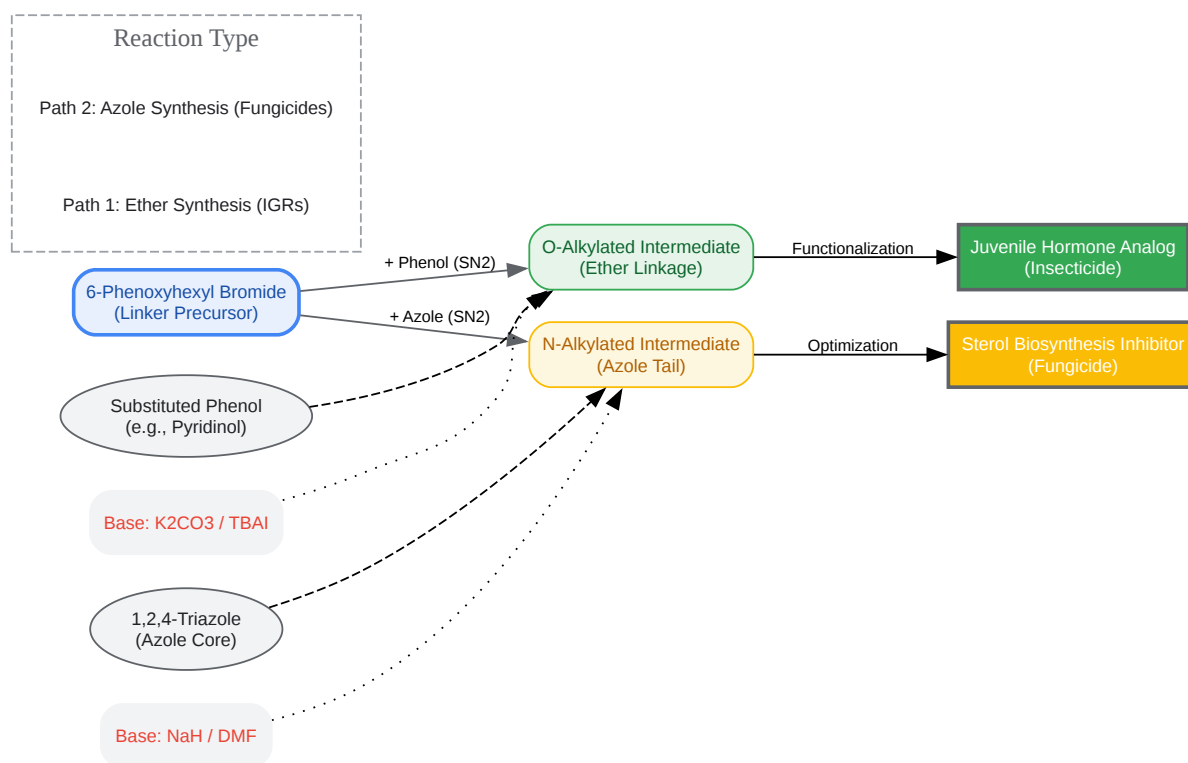 Reaction Type
Path 2: Azole Synthesis (Fungicides)
Path 1: Ether Synthesis (IGRs)
6-Phenoxyhexyl Bromide
(Linker Precursor)
+ Phenol (SN2)
+ Azole (SN2)
O-Alkylated Intermediate
(Ether Linkage)
Functionalization
Juvenile Hormone Analog
(Insecticide)
N-Alkylated Intermediate
(Azole Tail)
Optimization
Sterol Biosynthesis Inhibitor
(Fungicide)
Substituted Phenol
(e.g., Pyridinol)
Base: K2CO3 / TBAI
1,2,4-Triazole
(Azole Core)
Base: NaH / DMF